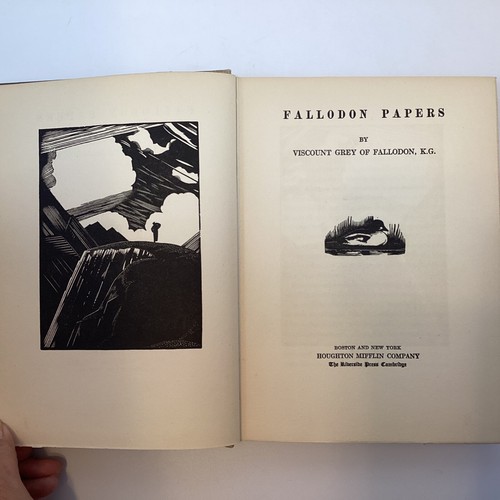 FALLODON PAPERS
BY
VISCOUNT GREY OF FALLODON, K.G.
BOSTON AND NEW YORK
HOUGHTON MIFFLIN COMPANY
The Riverside Press Cambridge